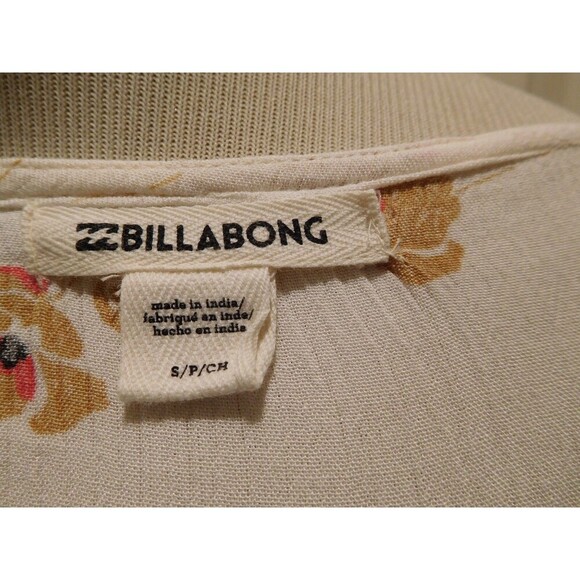 BILLABONG
made in india/
fabriqué en inde/
hecho en india
S/P/CH